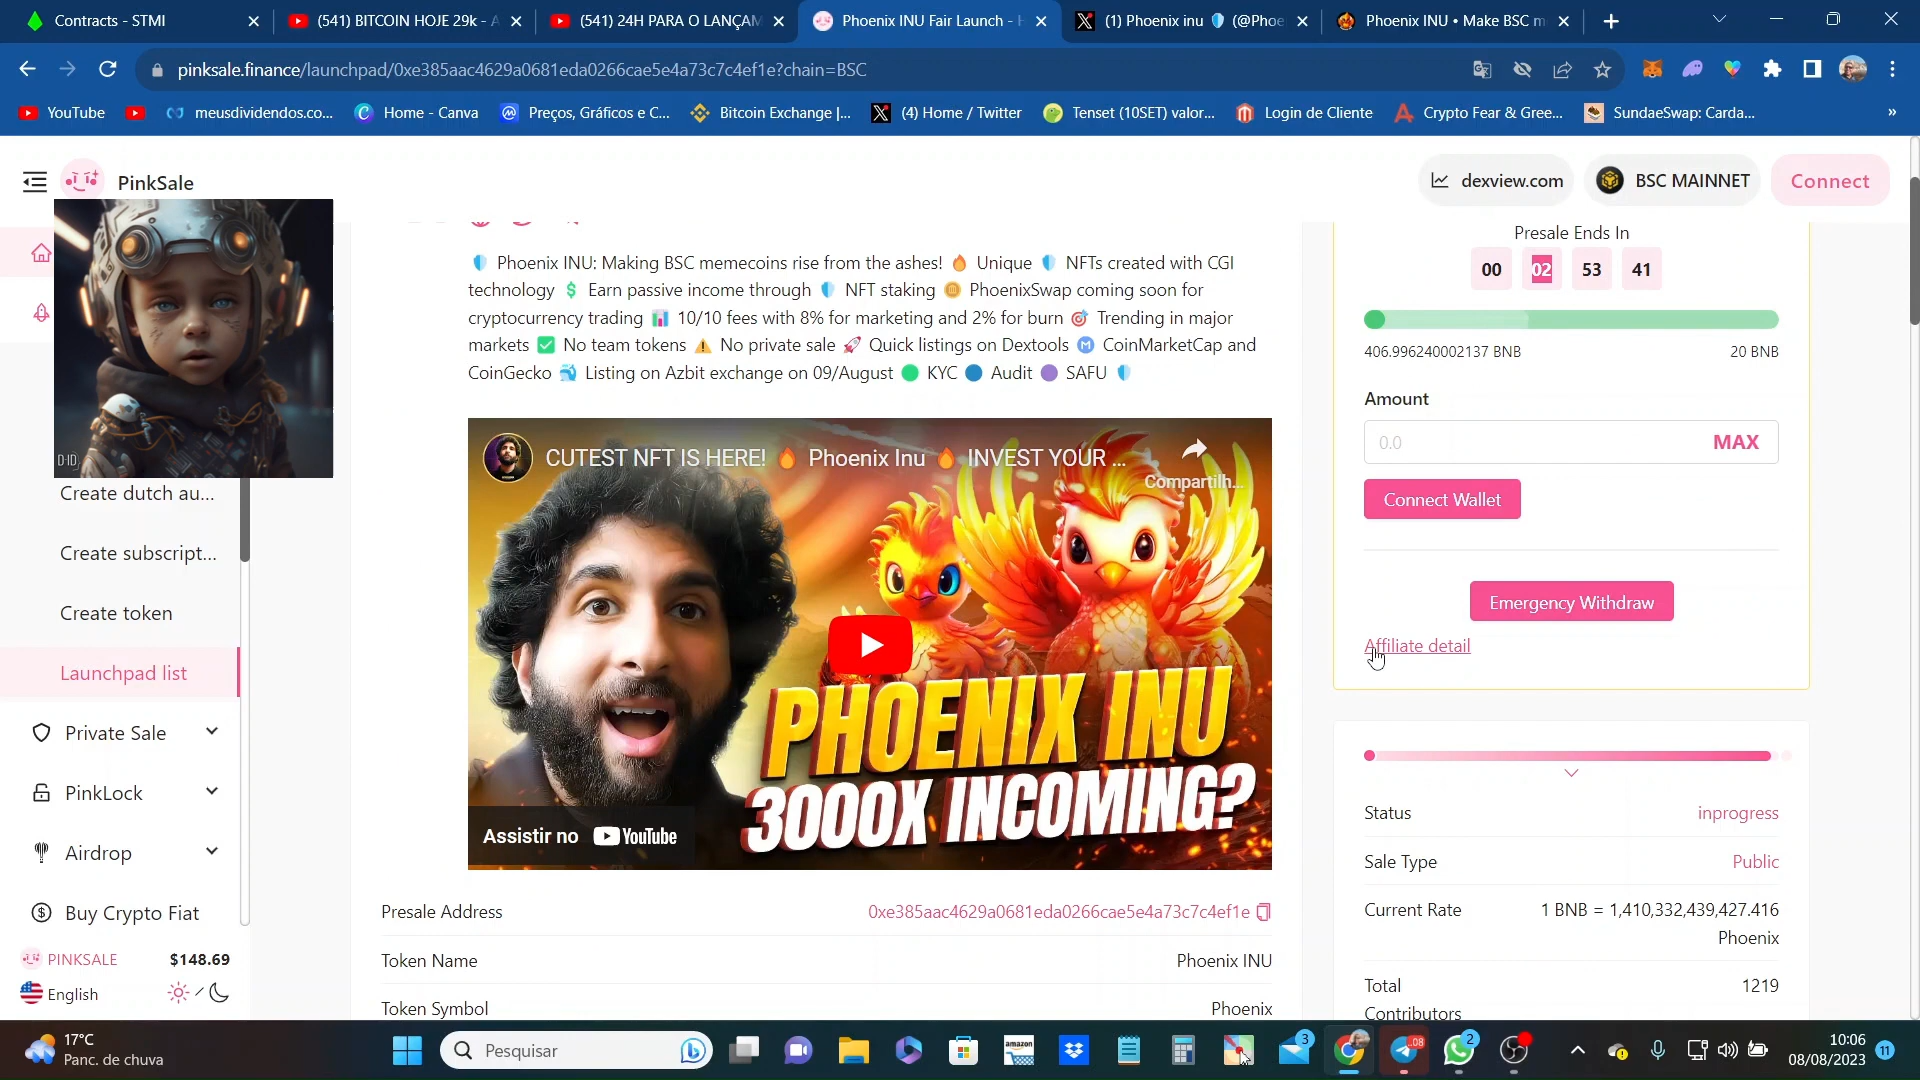 Contracts - STMI
(541) BITCOIN HOJE 29k - A
(541) 24H PARA O LANÇAM
Phoenix INU Fair Launch - H
(1) Phoenix inu (@Phoe
Phoenix INU • Make BSC m
pinksale.finance/launchpad/0xe385aac4629a0681eda0266cae5e4a73c7c4ef1e?chain=BSC
YouTube
meusdividendos.co...
Home - Canva
Preços, Gráficos e C...
Bitcoin Exchange |...
(4) Home / Twitter
Tenset (10SET) valor...
Login de Cliente
Crypto Fear & Gree...
SundaeSwap: Carda...
»
PinkSale
dexview.com
BSC MAINNET
Connect
D-ID
Create dutch au...
Create subscript...
Create token
Launchpad list
Private Sale
PinkLock
Airdrop
Buy Crypto Fiat
PINKSALE $148.69
English
Phoenix INU: Making BSC memecoins rise from the ashes! 🔥 Unique NFTs created with CGI
technology 💲 Earn passive income through NFT staking PhoenixSwap coming soon for
cryptocurrency trading 📊 10/10 fees with 8% for marketing and 2% for burn 🎯 Trending in major
markets ✅ No team tokens ⚠ No private sale 🚀 Quick listings on Dextools Ⓜ CoinMarketCap and
CoinGecko Listing on Azbit exchange on 09/August 🟢 KYC 🔵 Audit 🟣 SAFU
CUTEST NFT IS HERE! 🔥 Phoenix Inu 🔥 INVEST YOUR ...
Compartilh...
PHOENIX INU
3000X INCOMING?
Assistir no YouTube
Presale Address 0xe385aac4629a0681eda0266cae5e4a73c7c4ef1e
Token Name Phoenix INU
Token Symbol Phoenix
Presale Ends In
00 02 53 41
406.996240002137 BNB 20 BNB
Amount
0.0 MAX
Connect Wallet
Emergency Withdraw
Affiliate detail
Status inprogress
Sale Type Public
Current Rate 1 BNB = 1,410,332,439,427.416
Phoenix
Total 1219
Contributors
17°C
Panc. de chuva
Pesquisar
amazon
3
.08
2
10:06
08/08/2023
11